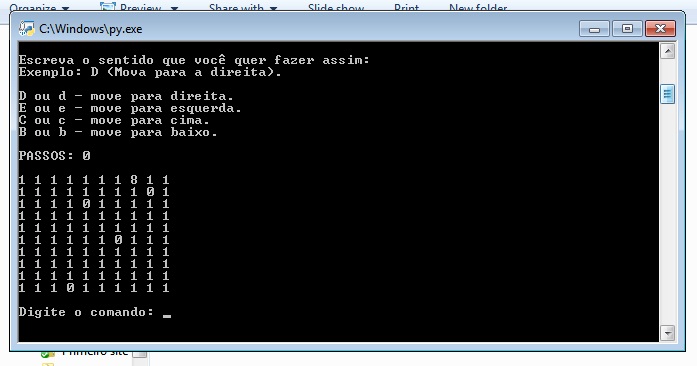 Organize Preview Share with Slide show Print New folder
C:\Windows\py.exe
Escreva o sentido que você quer fazer assim:
Exemplo: D (Mova para a direita).
D ou d - move para direita.
E ou e - move para esquerda.
C ou c - move para cima.
B ou b - move para baixo.
PASSOS: 0
1 1 1 1 1 1 1 8 1 1
1 1 1 1 1 1 1 1 0 1
1 1 1 1 0 1 1 1 1 1
1 1 1 1 1 1 1 1 1 1
1 1 1 1 1 1 1 1 1 1
1 1 1 1 1 1 0 1 1 1
1 1 1 1 1 1 1 1 1 1
1 1 1 1 1 1 1 1 1 1
1 1 1 1 1 1 1 1 1 1
1 1 1 0 1 1 1 1 1 1
Digite o comando: _
Primeiro site